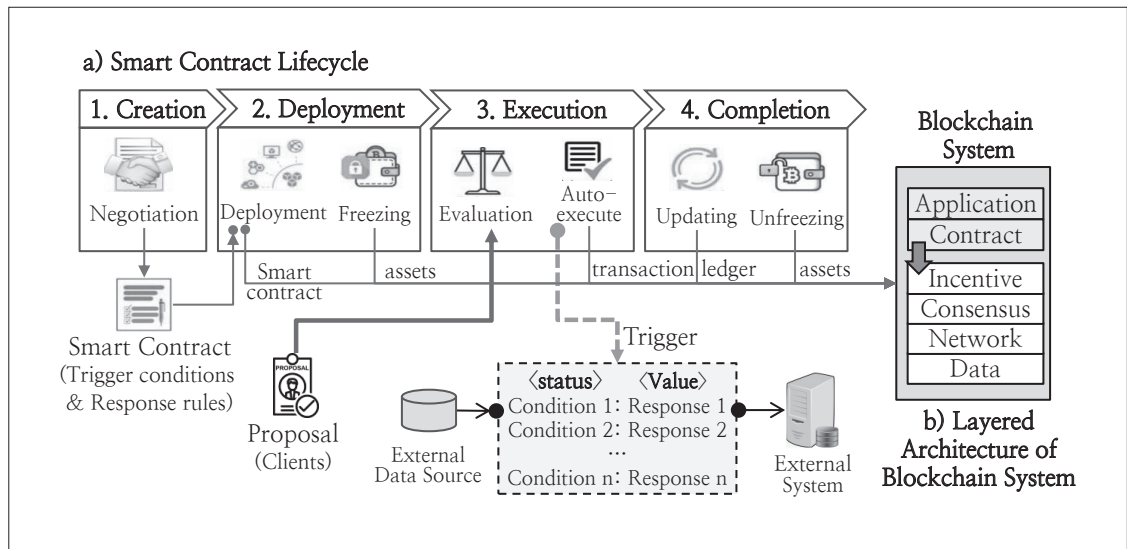 a) Smart Contract Lifecycle
1. Creation
2. Deployment
3. Execution
4. Completion
Negotiation
Deployment
Freezing
Evaluation
Auto-
execute
Updating
Unfreezing
Smart
contract
assets
transaction
ledger
assets
Smart Contract
(Trigger conditions
& Response rules)
PROPOSAL
Proposal
(Clients)
External
Data Source
Trigger
〈status〉 〈Value〉
Condition 1: Response 1
Condition 2: Response 2
...
Condition n: Response n
External
System
Blockchain
System
Application
Contract
Incentive
Consensus
Network
Data
b) Layered
Architecture of
Blockchain System